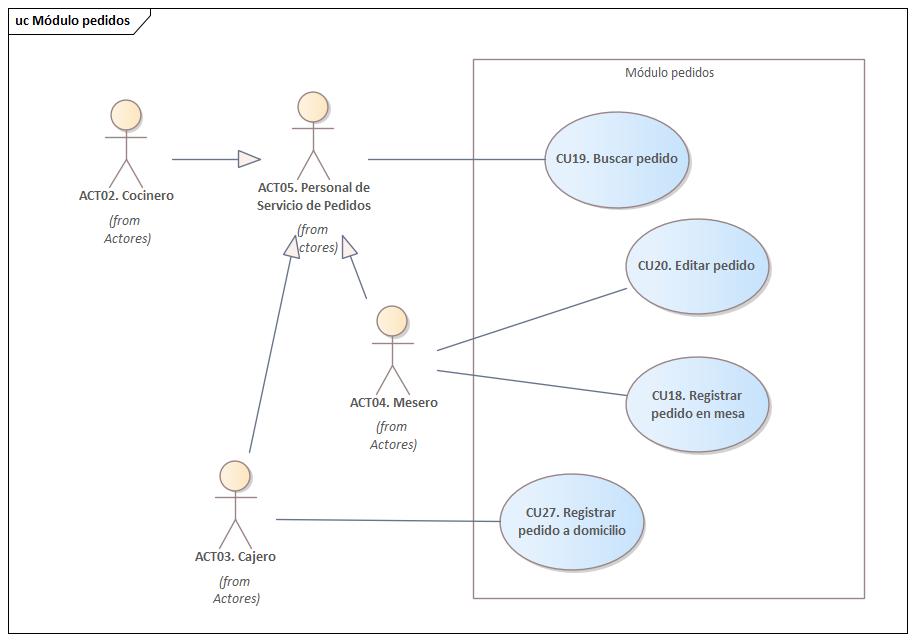 uc Módulo pedidos
Módulo pedidos
ACT02. Cocinero
(from
Actores)
ACT05. Personal de
Servicio de Pedidos
(from
ctores)
CU19. Buscar pedido
CU20. Editar pedido
ACT04. Mesero
(from
Actores)
CU18. Registrar
pedido en mesa
ACT03. Cajero
(from
Actores)
CU27. Registrar
pedido a domicilio